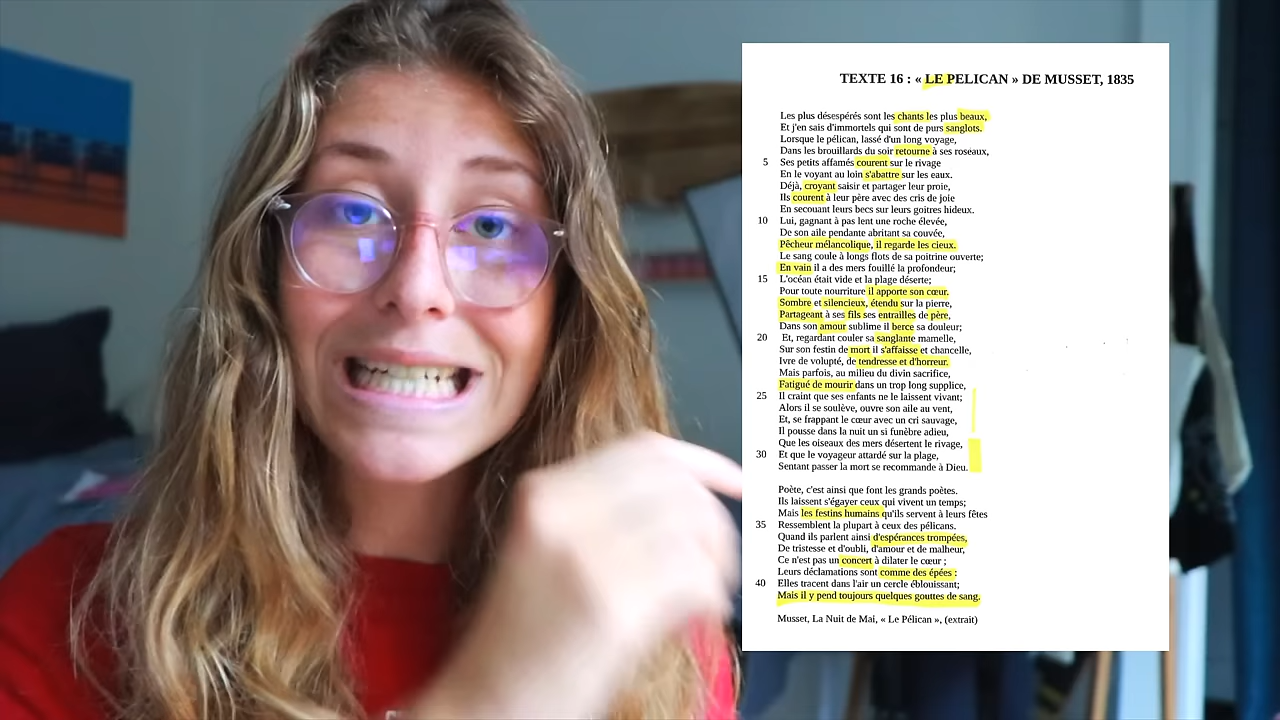 TEXTE 16 : « LE PELICAN » DE MUSSET, 1835
Les plus désespérés sont les chants les plus beaux,
Et j'en sais d'immortels qui sont de purs sanglots.
Lorsque le pélican, lassé d'un long voyage,
Dans les brouillards du soir retourne à ses roseaux,
5 Ses petits affamés courent sur le rivage
En le voyant au loin s'abattre sur les eaux.
Déjà, croyant saisir et partager leur proie,
Ils courent à leur père avec des cris de joie
En secouant leurs becs sur leurs goitres hideux.
10 Lui, gagnant à pas lent une roche élevée,
De son aile pendante abritant sa couvée,
Pêcheur mélancolique, il regarde les cieux.
Le sang coule à longs flots de sa poitrine ouverte;
En vain il a des mers fouillé la profondeur;
15 L'océan était vide et la plage déserte;
Pour toute nourriture il apporte son cœur.
Sombre et silencieux, étendu sur la pierre,
Partageant à ses fils ses entrailles de père,
Dans son amour sublime il berce sa douleur;
20 Et, regardant couler sa sanglante mamelle,
Sur son festin de mort il s'affaisse et chancelle,
Ivre de volupté, de tendresse et d'horreur.
Mais parfois, au milieu du divin sacrifice,
Fatigué de mourir dans un trop long supplice,
25 Il craint que ses enfants ne le laissent vivant;
Alors il se soulève, ouvre son aile au vent,
Et, se frappant le cœur avec un cri sauvage,
Il pousse dans la nuit un si funèbre adieu,
Que les oiseaux des mers désertent le rivage,
30 Et que le voyageur attardé sur la plage,
Sentant passer la mort se recommande à Dieu.
Poète, c'est ainsi que font les grands poètes.
Ils laissent s'égayer ceux qui vivent un temps;
Mais les festins humains qu'ils servent à leurs fêtes
35 Ressemblent la plupart à ceux des pélicans.
Quand ils parlent ainsi d'espérances trompées,
De tristesse et d'oubli, d'amour et de malheur,
Ce n'est pas un concert à dilater le cœur ;
Leurs déclamations sont comme des épées :
40 Elles tracent dans l'air un cercle éblouissant;
Mais il y pend toujours quelques gouttes de sang.
Musset, La Nuit de Mai, « Le Pélican », (extrait)